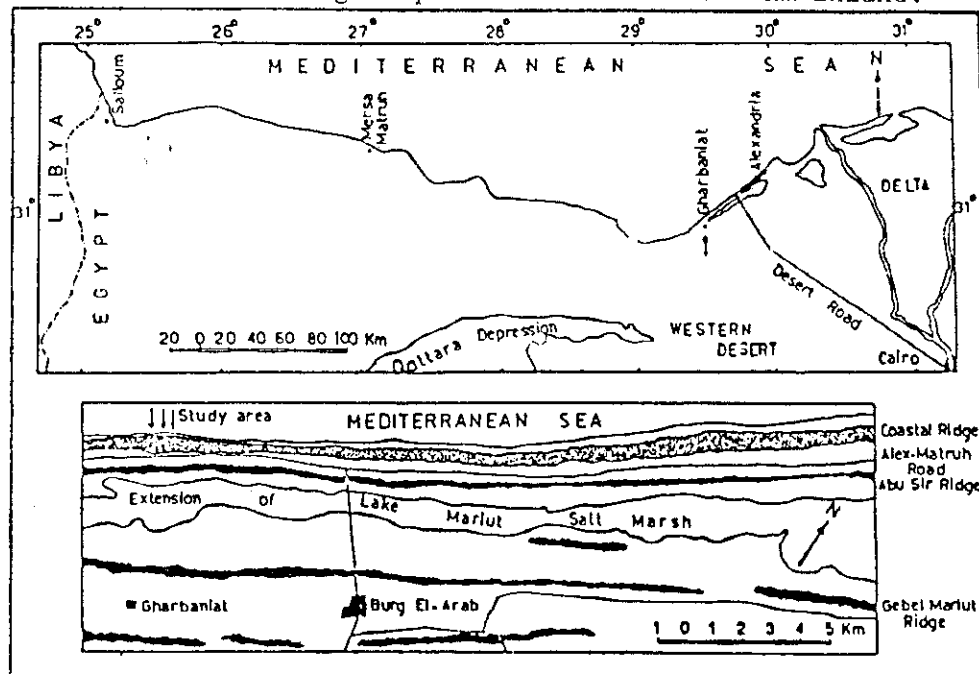 25° 26° 27° 28° 29° 30° 31°
MEDITERRANEAN SEA
N
Salloum
Mersa Matruh
Gharbaniat
Alexandria
DELTA
LIBYA
EGYPT
31° 31°
Desert Road
20 0 20 40 60 80 100 Km
Qottara Depression
WESTERN
DESERT
Cairo
Study area
MEDITERRANEAN SEA
Coastal Ridge
Alex-Matruh
Road
Abu Sir Ridge
Extension of Lake Mariut Salt Marsh
N
Gharbaniat
Burg El-Arab
Gebel Mariut
Ridge
1 0 1 2 3 4 5 Km